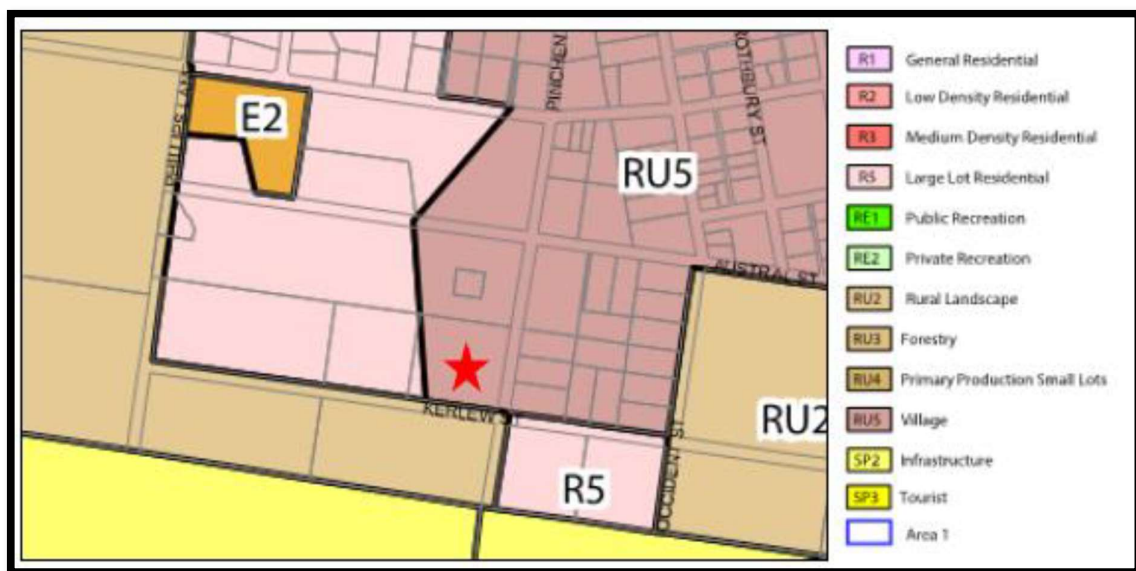 PINCHEN
ROTHBURY ST
E2
PHILLIPS LA
RU5
AUSTRAL ST
KERLEW ST
RU2
OCCIDENT ST
R5
R1 General Residential
R2 Low Density Residential
R3 Medium Density Residential
R5 Large Lot Residential
RE1 Public Recreation
RE2 Private Recreation
RU2 Rural Landscape
RU3 Forestry
RU4 Primary Production Small Lots
RU5 Village
SP2 Infrastructure
SP3 Tourist
Area 1